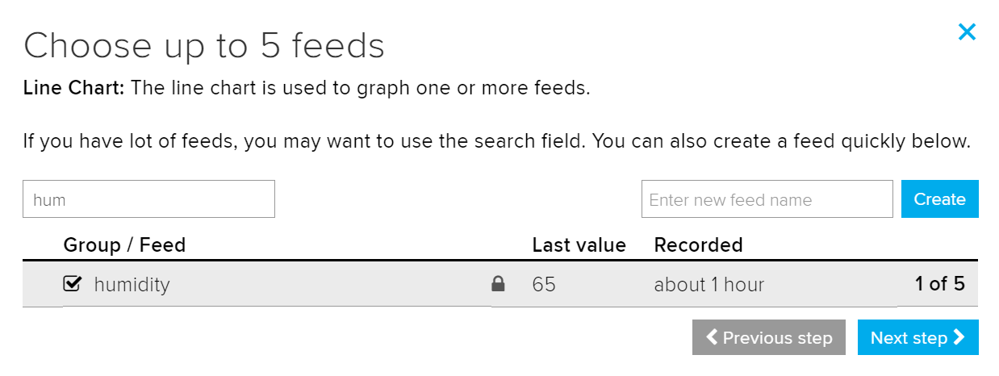 Choose up to 5 feeds
Line Chart: The line chart is used to graph one or more feeds.
If you have lot of feeds, you may want to use the search field. You can also create a feed quickly below.
hum Enter new feed name Create
Group / Feed Last value Recorded
humidity 65 about 1 hour 1 of 5
Previous step Next step